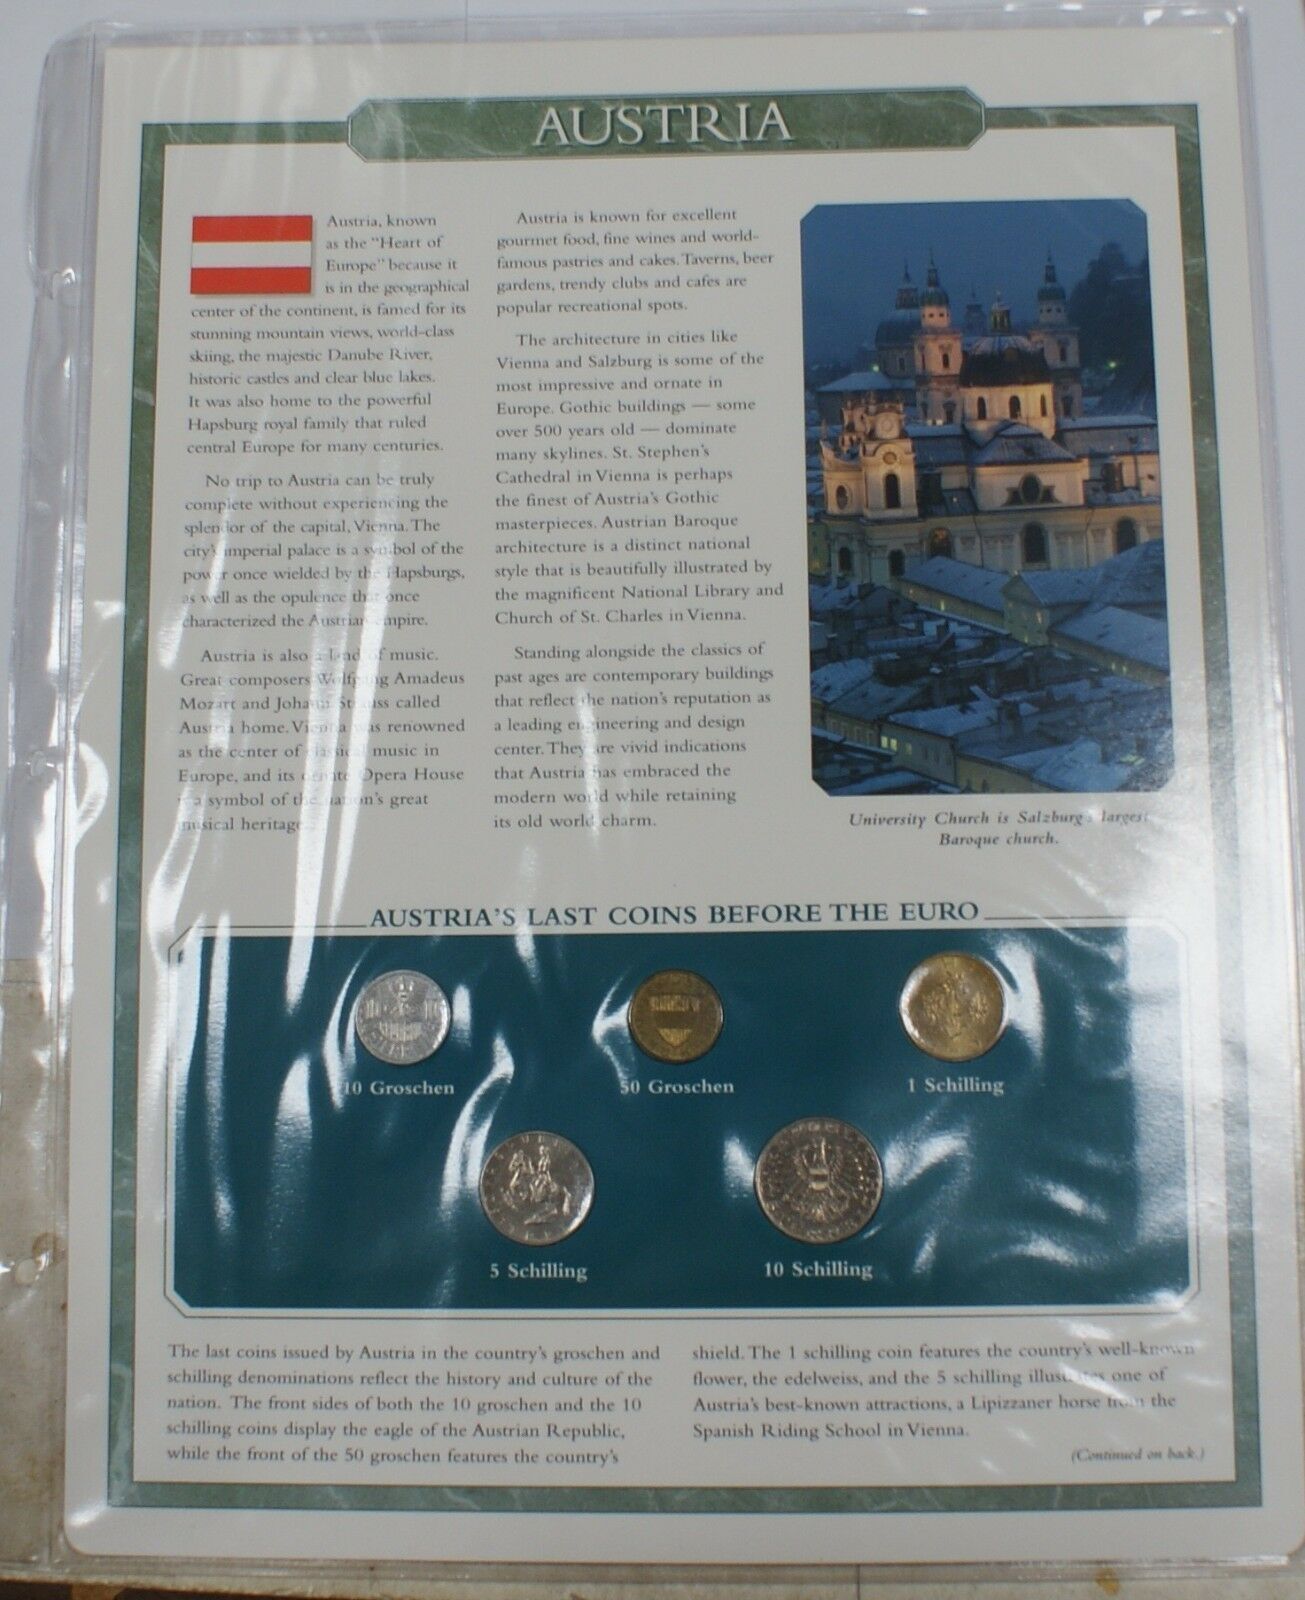 AUSTRIA
Austria, known
as the "Heart of
Europe" because it
is in the geographical
center of the continent, is famed for its
stunning mountain views, world-class
skiing, the majestic Danube River,
historic castles and clear blue lakes.
It was also home to the powerful
Hapsburg royal family that ruled
central Europe for many centuries.
No trip to Austria can be truly
complete without experiencing the
splendor of the capital, Vienna. The
city's imperial palace is a symbol of the
power once wielded by the Hapsburgs,
as well as the opulence that once
characterized the Austrian empire.
Austria is also a land of music.
Great composers Wolfgang Amadeus
Mozart and Johann Strauss called
Austria home. Vienna was renowned
as the center of classical music in
Europe, and its ornate Opera House
is a symbol of the nation's great
musical heritage.
Austria is known for excellent
gourmet food, fine wines and world-
famous pastries and cakes. Taverns, beer
gardens, trendy clubs and cafes are
popular recreational spots.
The architecture in cities like
Vienna and Salzburg is some of the
most impressive and ornate in
Europe. Gothic buildings — some
over 500 years old — dominate
many skylines. St. Stephen's
Cathedral in Vienna is perhaps
the finest of Austria's Gothic
masterpieces. Austrian Baroque
architecture is a distinct national
style that is beautifully illustrated by
the magnificent National Library and
Church of St. Charles in Vienna.
Standing alongside the classics of
past ages are contemporary buildings
that reflect the nation's reputation as
a leading engineering and design
center. They are vivid indications
that Austria has embraced the
modern world while retaining
its old world charm.
University Church is Salzburg's largest
Baroque church.
AUSTRIA'S LAST COINS BEFORE THE EURO
10 Groschen
50 Groschen
1 Schilling
5 Schilling
10 Schilling
The last coins issued by Austria in the country's groschen and
schilling denominations reflect the history and culture of the
nation. The front sides of both the 10 groschen and the 10
schilling coins display the eagle of the Austrian Republic,
while the front of the 50 groschen features the country's
shield. The 1 schilling coin features the country's well-known
flower, the edelweiss, and the 5 schilling illustrates one of
Austria's best-known attractions, a Lipizzaner horse from the
Spanish Riding School in Vienna.
(Continued on back.)